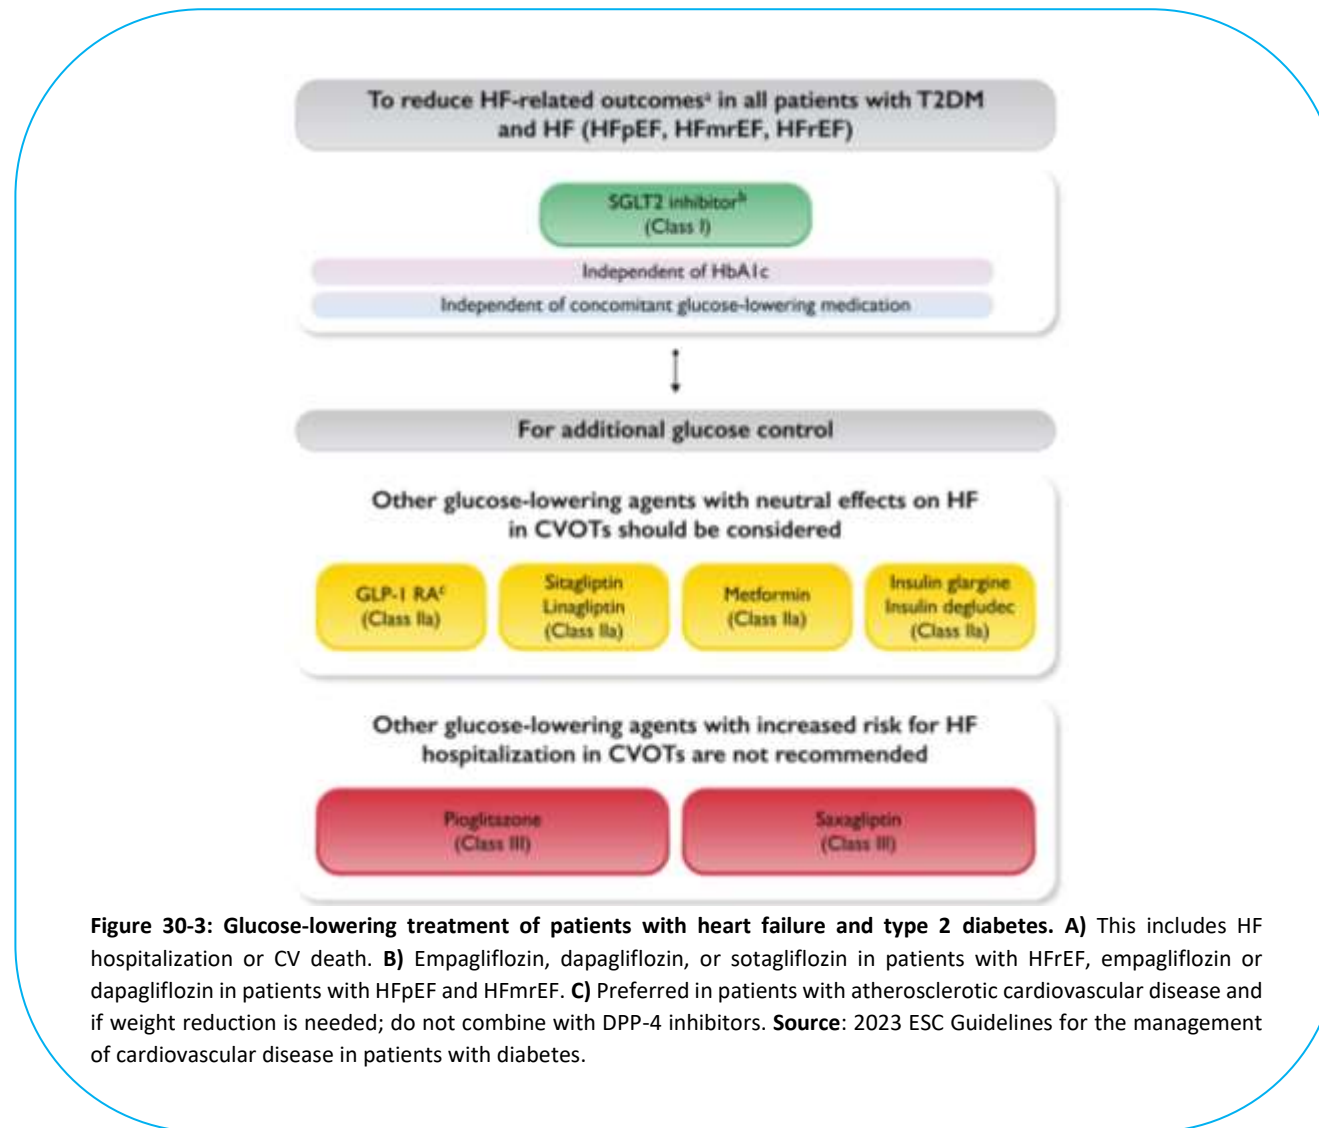 To reduce HF-related outcomesᵃ in all patients with T2DM
and HF (HFpEF, HFmrEF, HFrEF)
SGLT2 inhibitorᵇ
(Class I)
Independent of HbA1c
Independent of concomitant glucose-lowering medication
For additional glucose control
Other glucose-lowering agents with neutral effects on HF
in CVOTs should be considered
GLP-1 RAᶜ
(Class IIa)
Sitagliptin
Linagliptin
(Class IIa)
Metformin
(Class IIa)
Insulin glargine
Insulin degludec
(Class IIa)
Other glucose-lowering agents with increased risk for HF
hospitalization in CVOTs are not recommended
Pioglitazone
(Class III)
Saxagliptin
(Class III)
Figure 30-3: Glucose-lowering treatment of patients with heart failure and type 2 diabetes. A) This includes HF
hospitalization or CV death. B) Empagliflozin, dapagliflozin, or sotagliflozin in patients with HFrEF, empagliflozin or
dapagliflozin in patients with HFpEF and HFmrEF. C) Preferred in patients with atherosclerotic cardiovascular disease and
if weight reduction is needed; do not combine with DPP-4 inhibitors. Source: 2023 ESC Guidelines for the management
of cardiovascular disease in patients with diabetes.